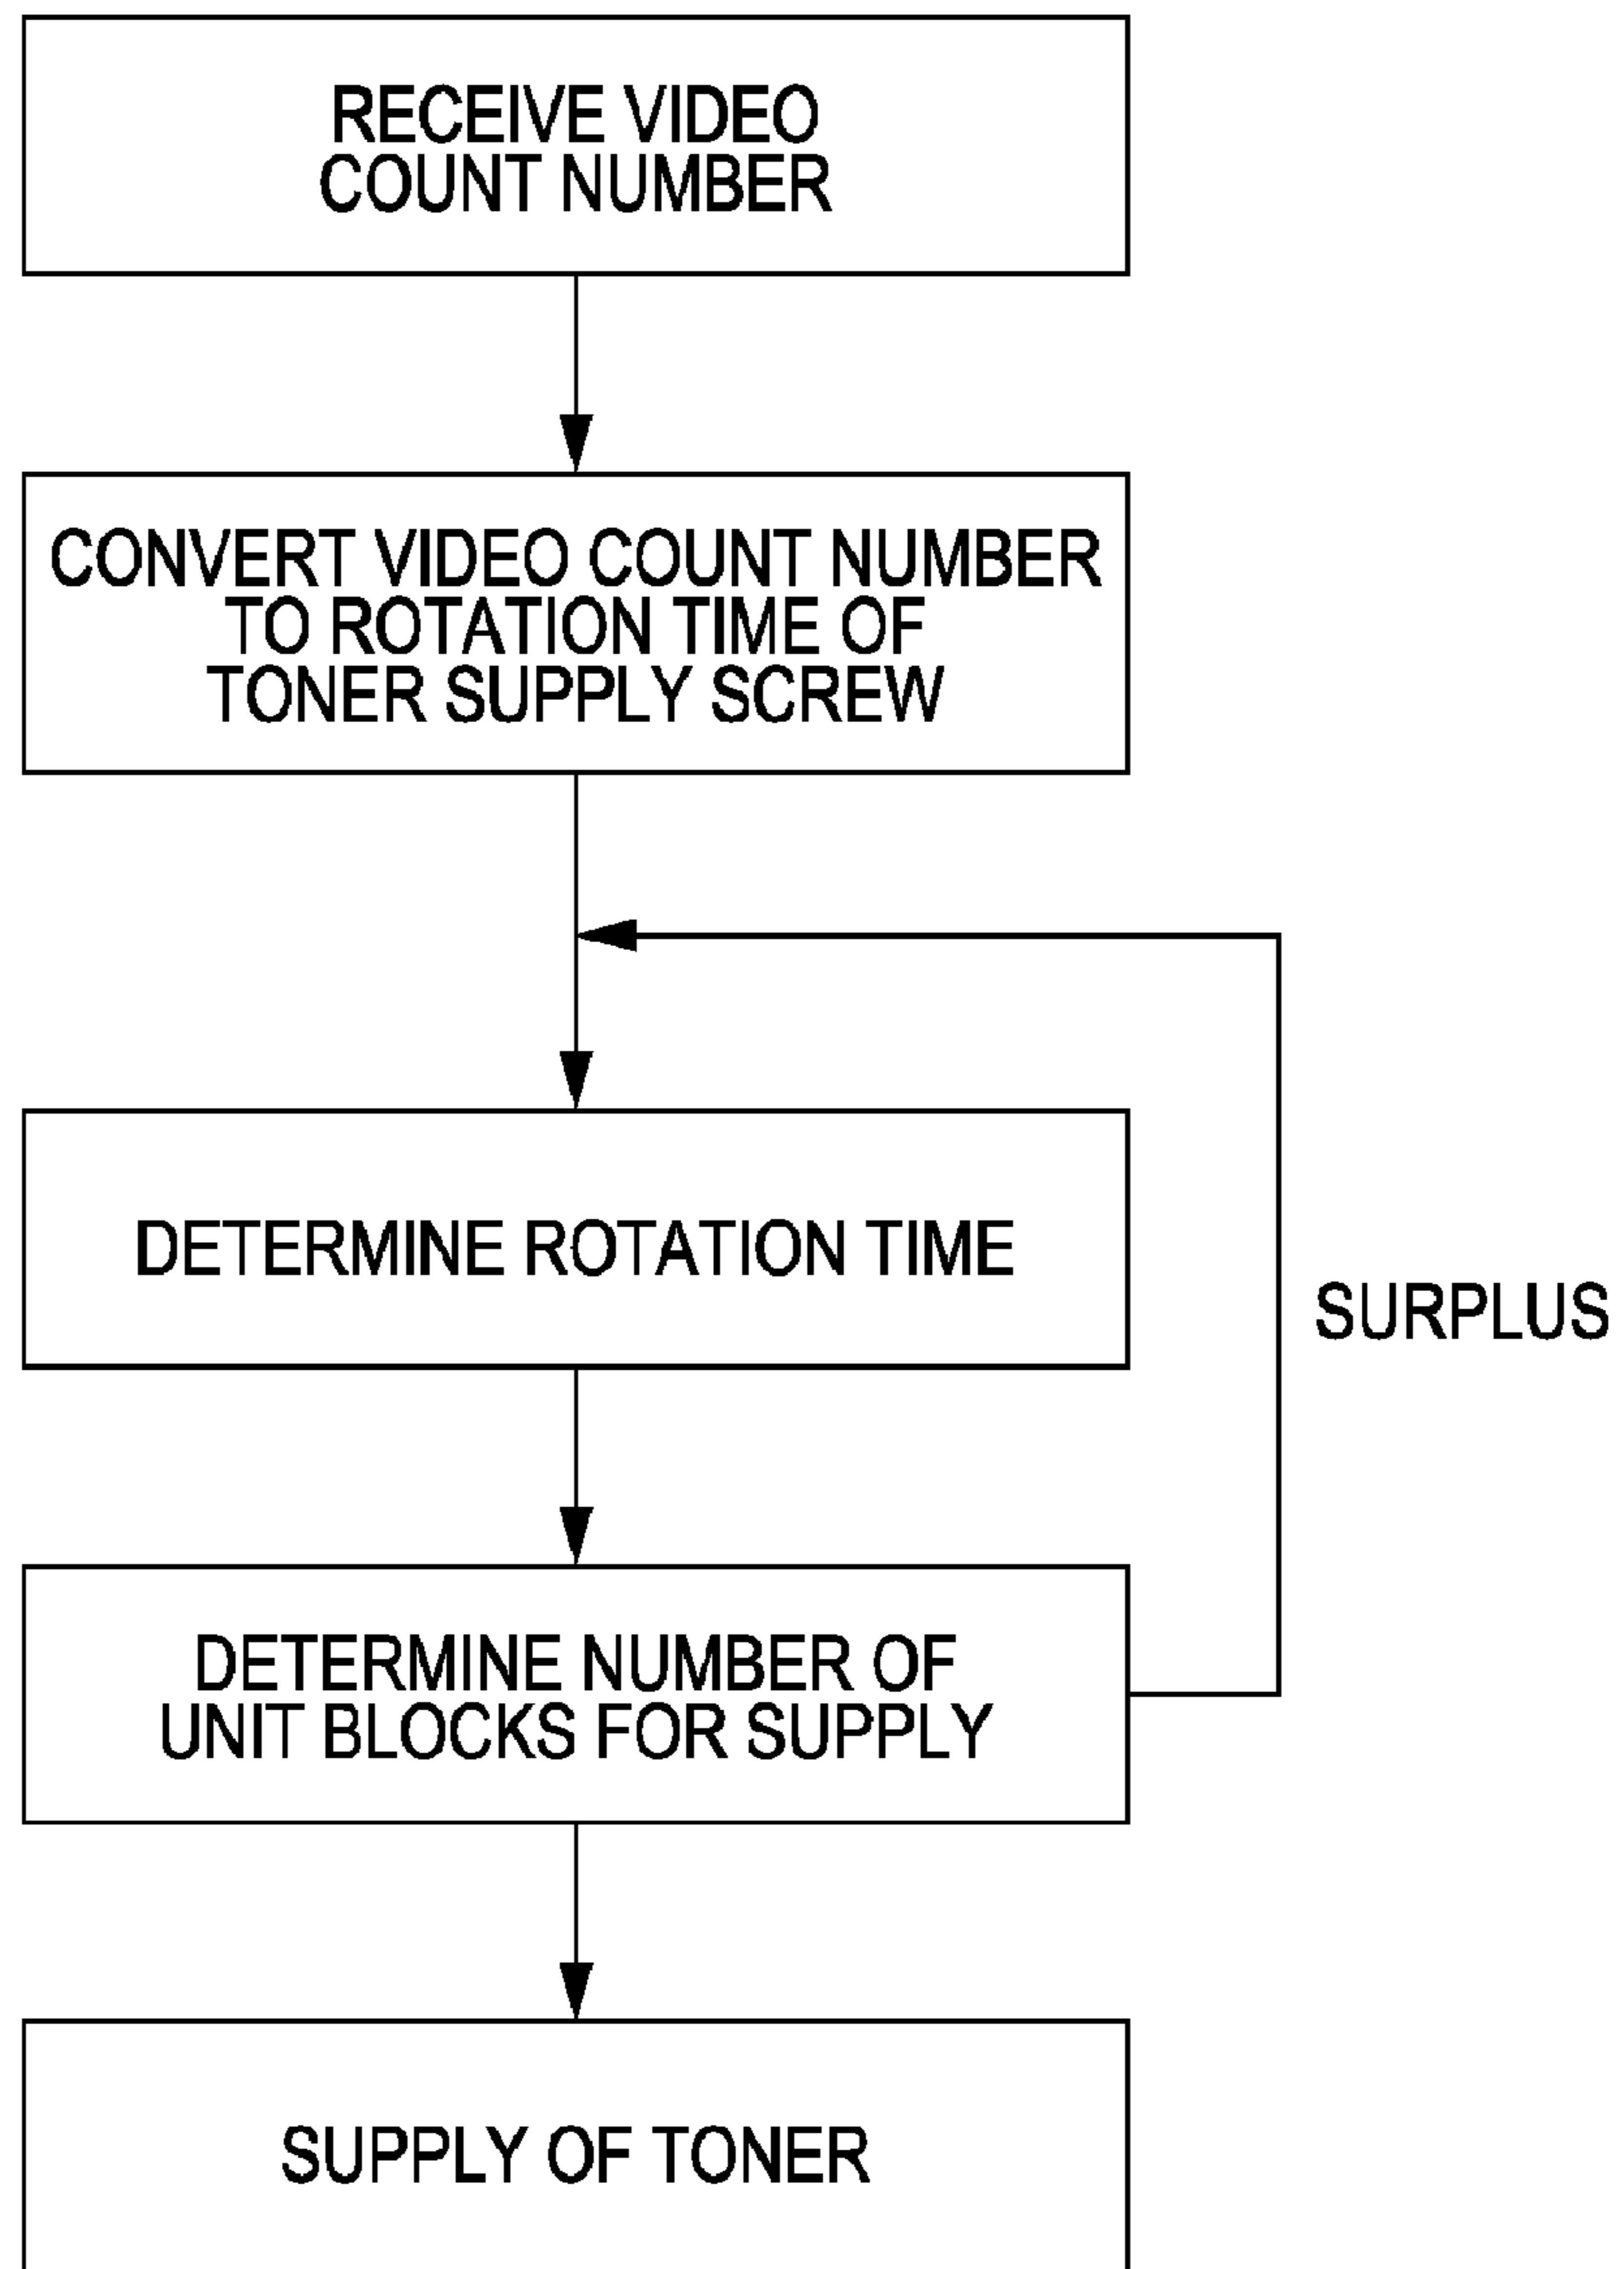 RECEIVE VIDEO
COUNT NUMBER
CONVERT VIDEO COUNT NUMBER
TO ROTATION TIME OF
TONER SUPPLY SCREW
DETERMINE ROTATION TIME
SURPLUS
DETERMINE NUMBER OF
UNIT BLOCKS FOR SUPPLY
SUPPLY OF TONER